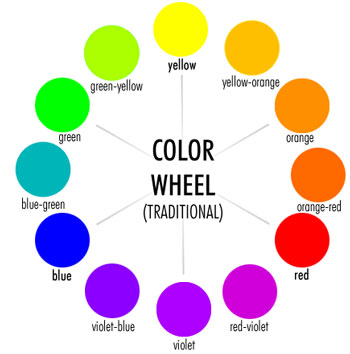 yellow
yellow-orange
orange
orange-red
red
red-violet
violet
violet-blue
blue
blue-green
green
green-yellow
COLOR
WHEEL
(TRADITIONAL)